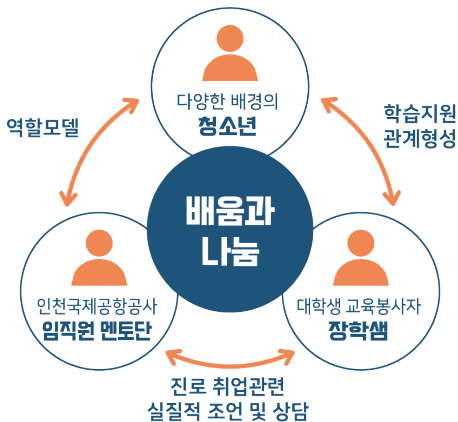 다양한 배경의
청소년
역할모델
학습지원
관계형성
배움과
나눔
인천국제공항공사
임직원 멘토단
대학생 교육봉사자
장학샘
진로 취업관련
실질적 조언 및 상담